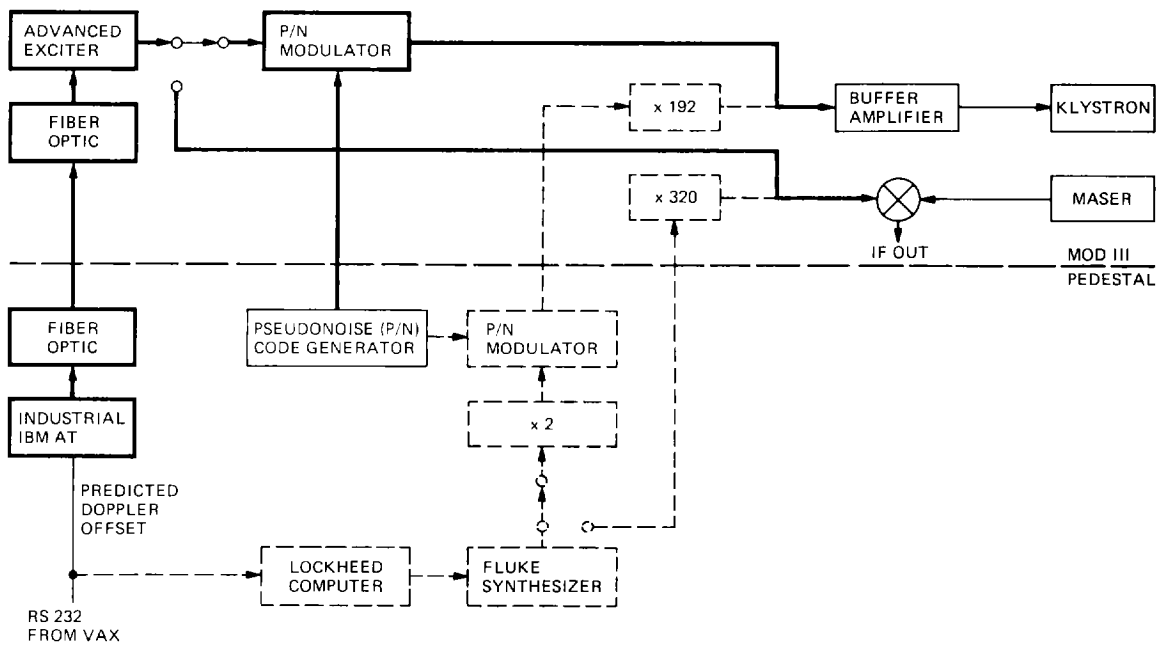 ADVANCED
EXCITER
P/N
MODULATOR
x 192
BUFFER
AMPLIFIER
KLYSTRON
FIBER
OPTIC
x 320
MASER
IF OUT
MOD III
PEDESTAL
FIBER
OPTIC
PSEUDONOISE (P/N)
CODE GENERATOR
P/N
MODULATOR
INDUSTRIAL
IBM AT
x 2
PREDICTED
DOPPLER
OFFSET
LOCKHEED
COMPUTER
FLUKE
SYNTHESIZER
RS 232
FROM VAX